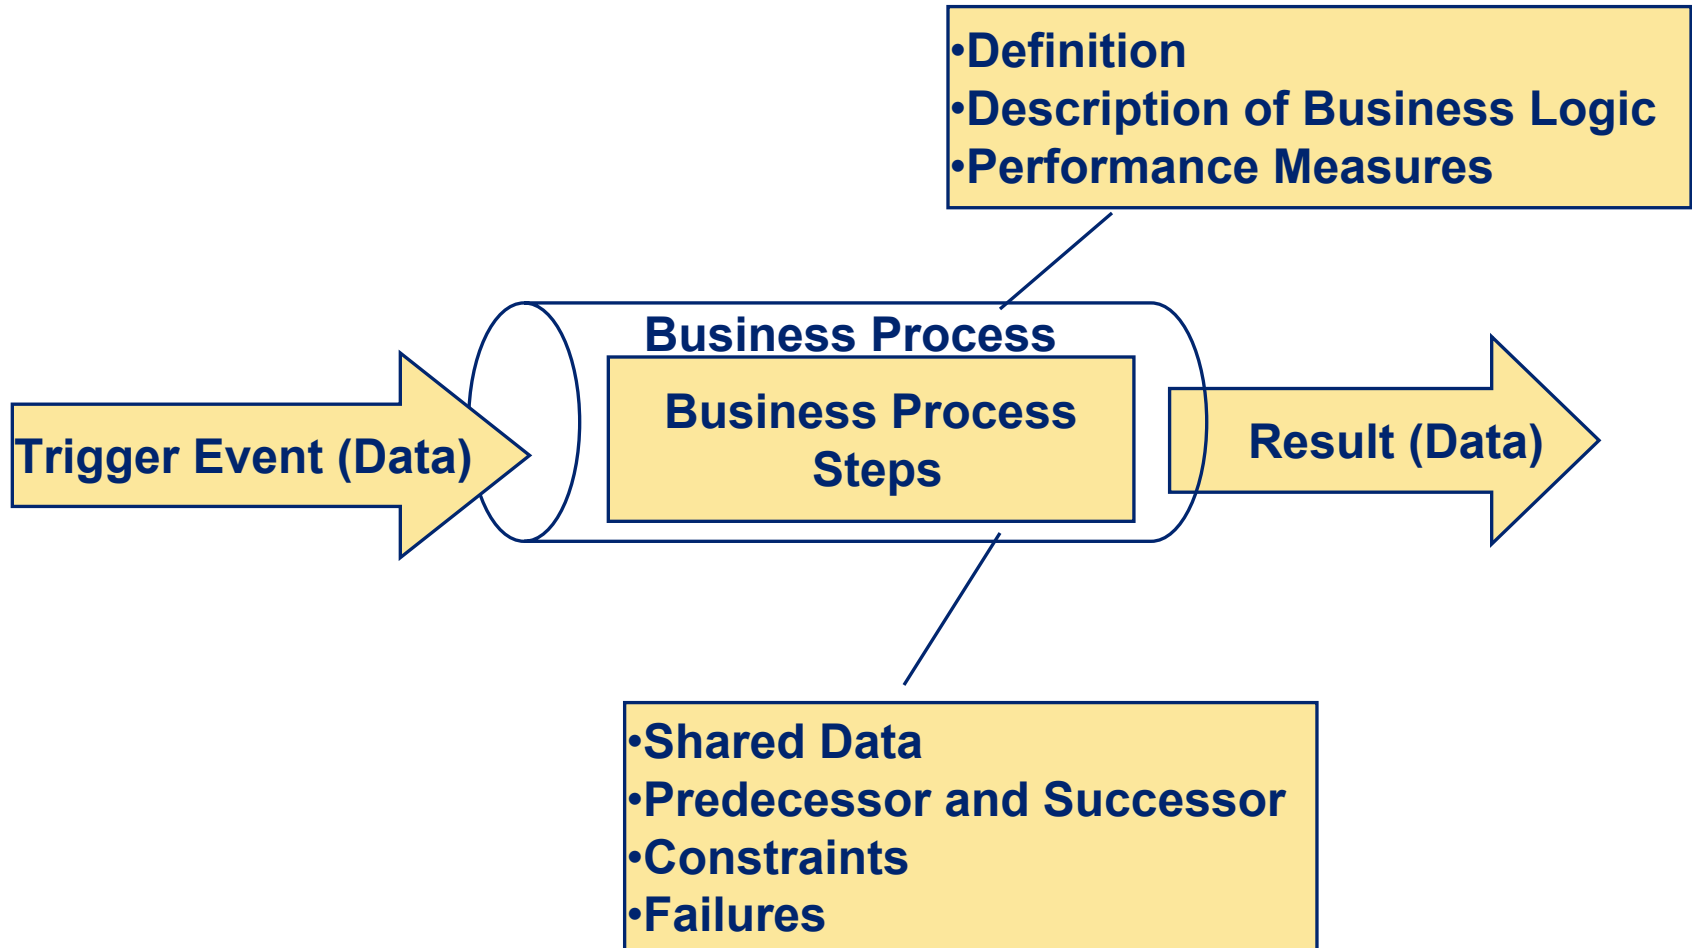 •Definition
•Description of Business Logic
•Performance Measures
Business Process
Business Process
Steps
Trigger Event (Data)
Result (Data)
•Shared Data
•Predecessor and Successor
•Constraints
•Failures